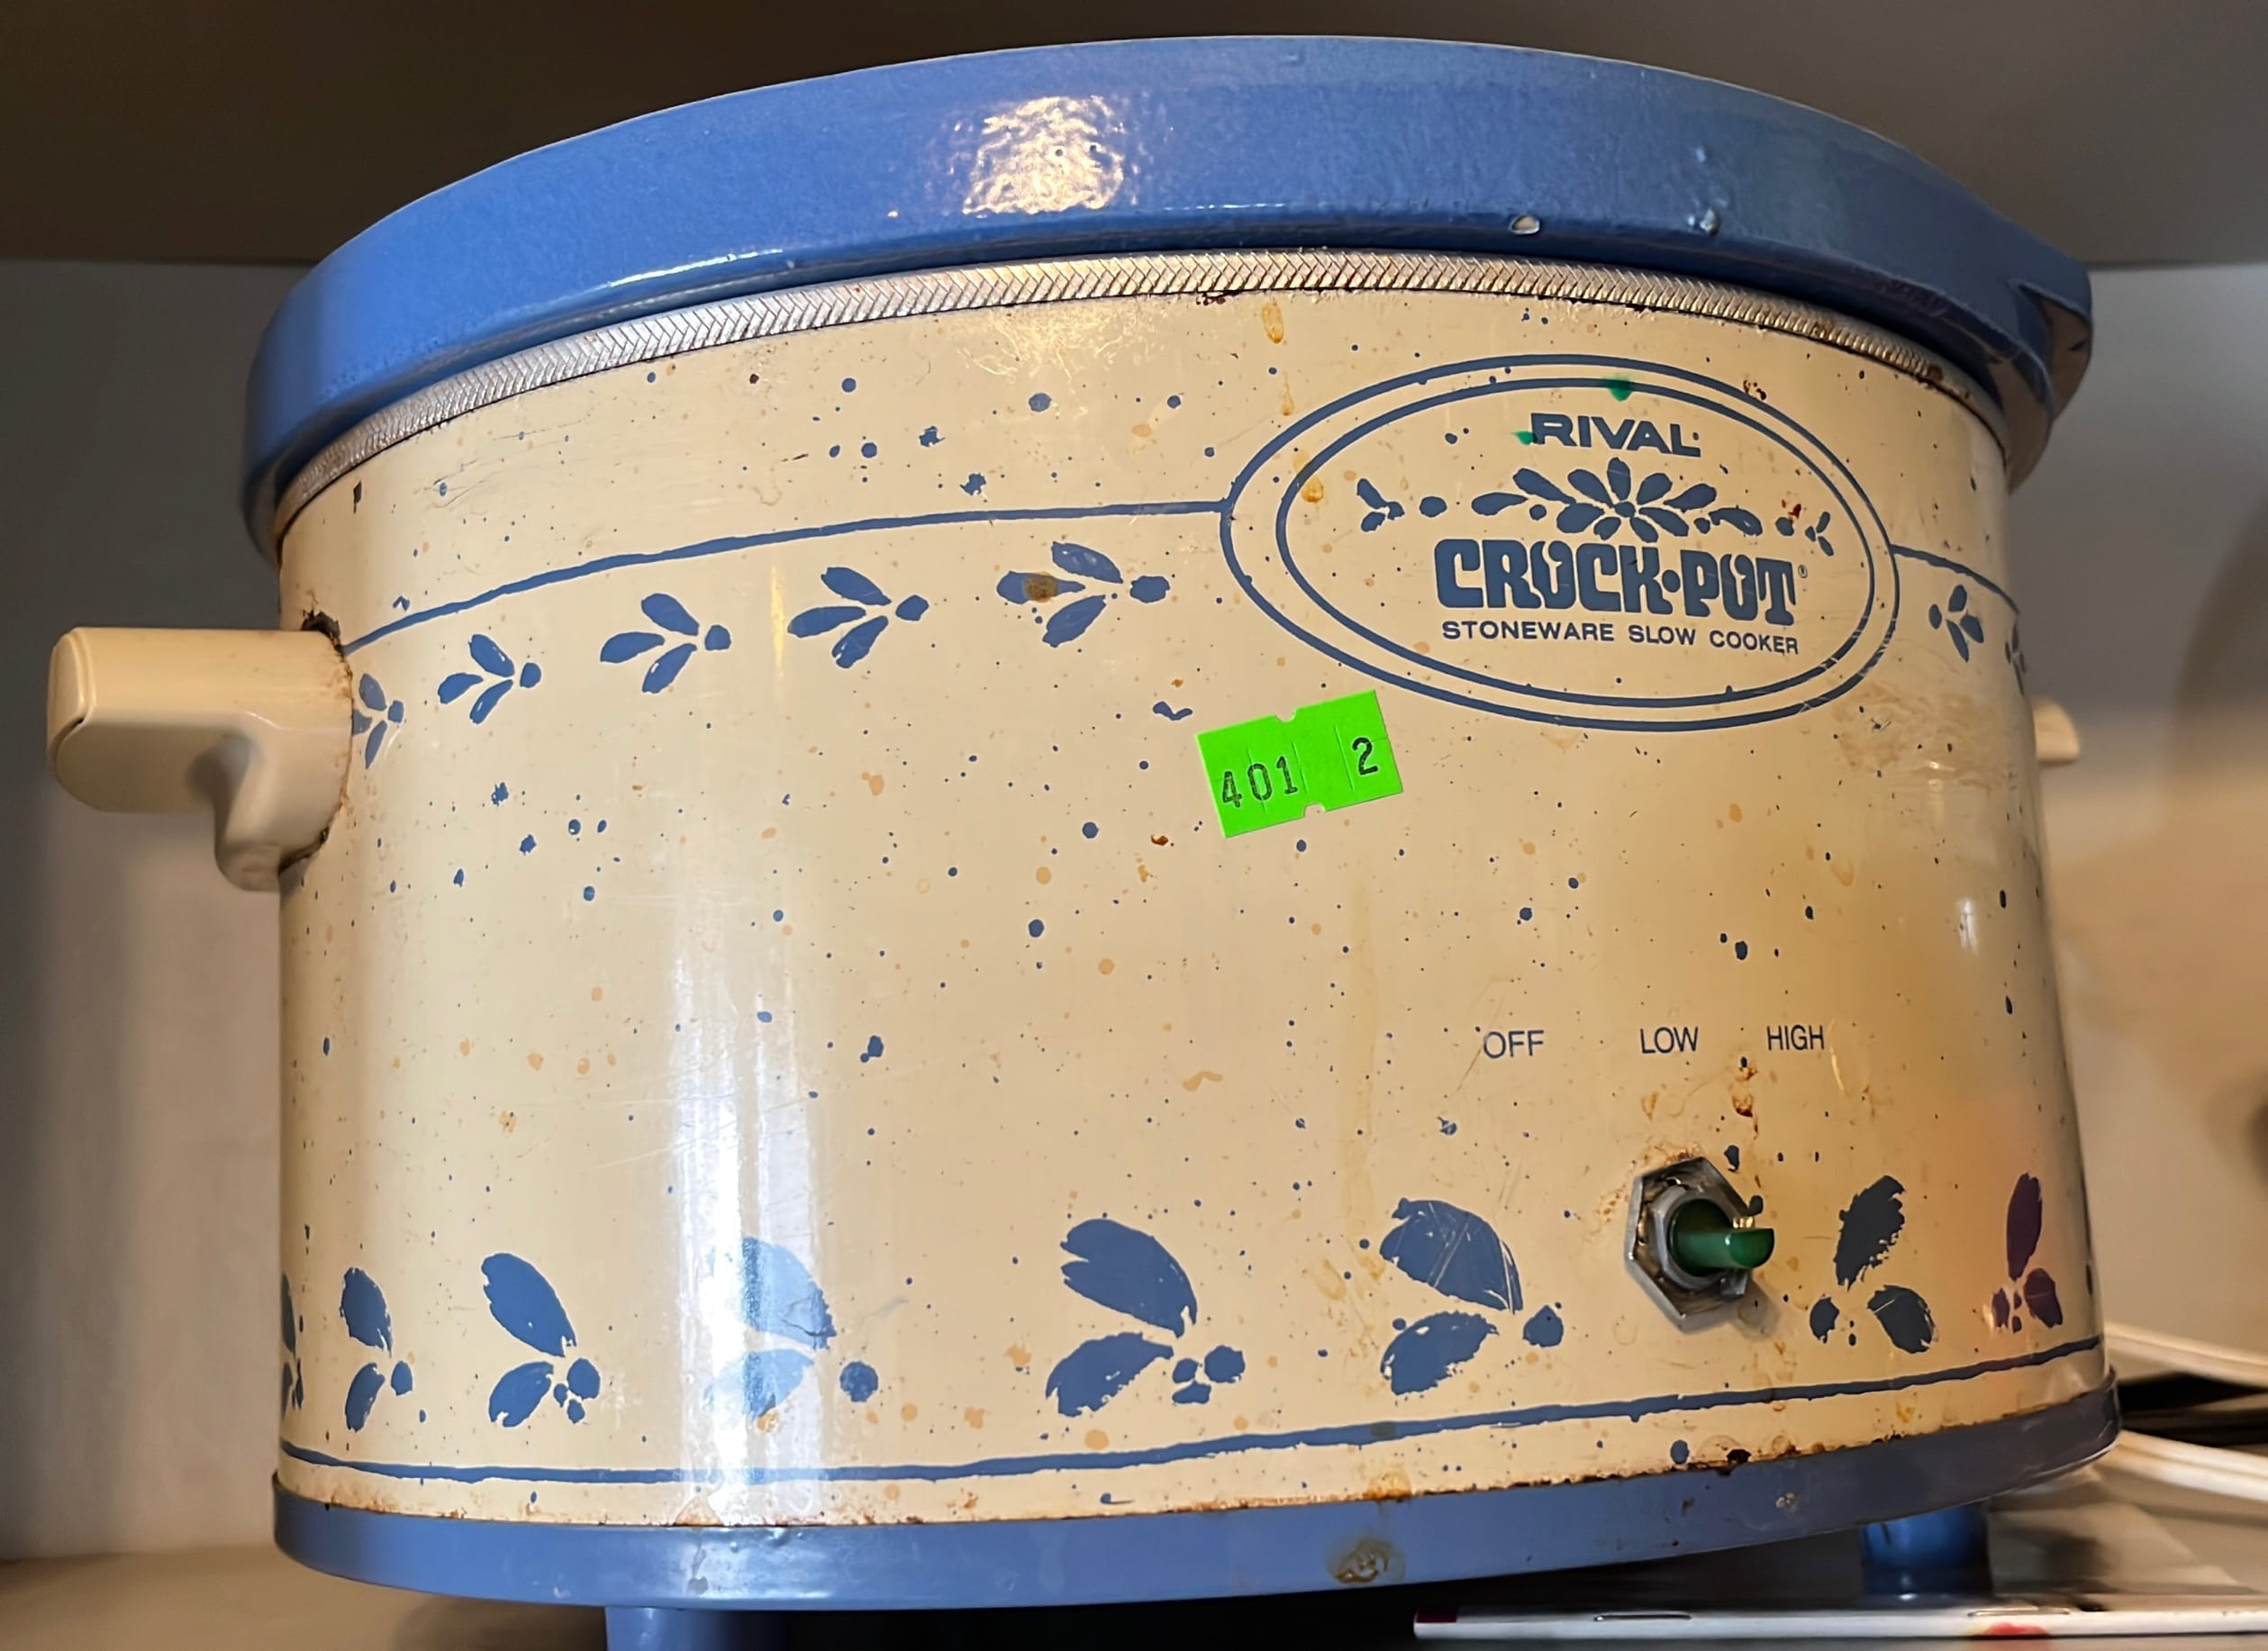 RIVAL
CROCK·POT®
STONEWARE SLOW COOKER
401 2
OFF LOW HIGH